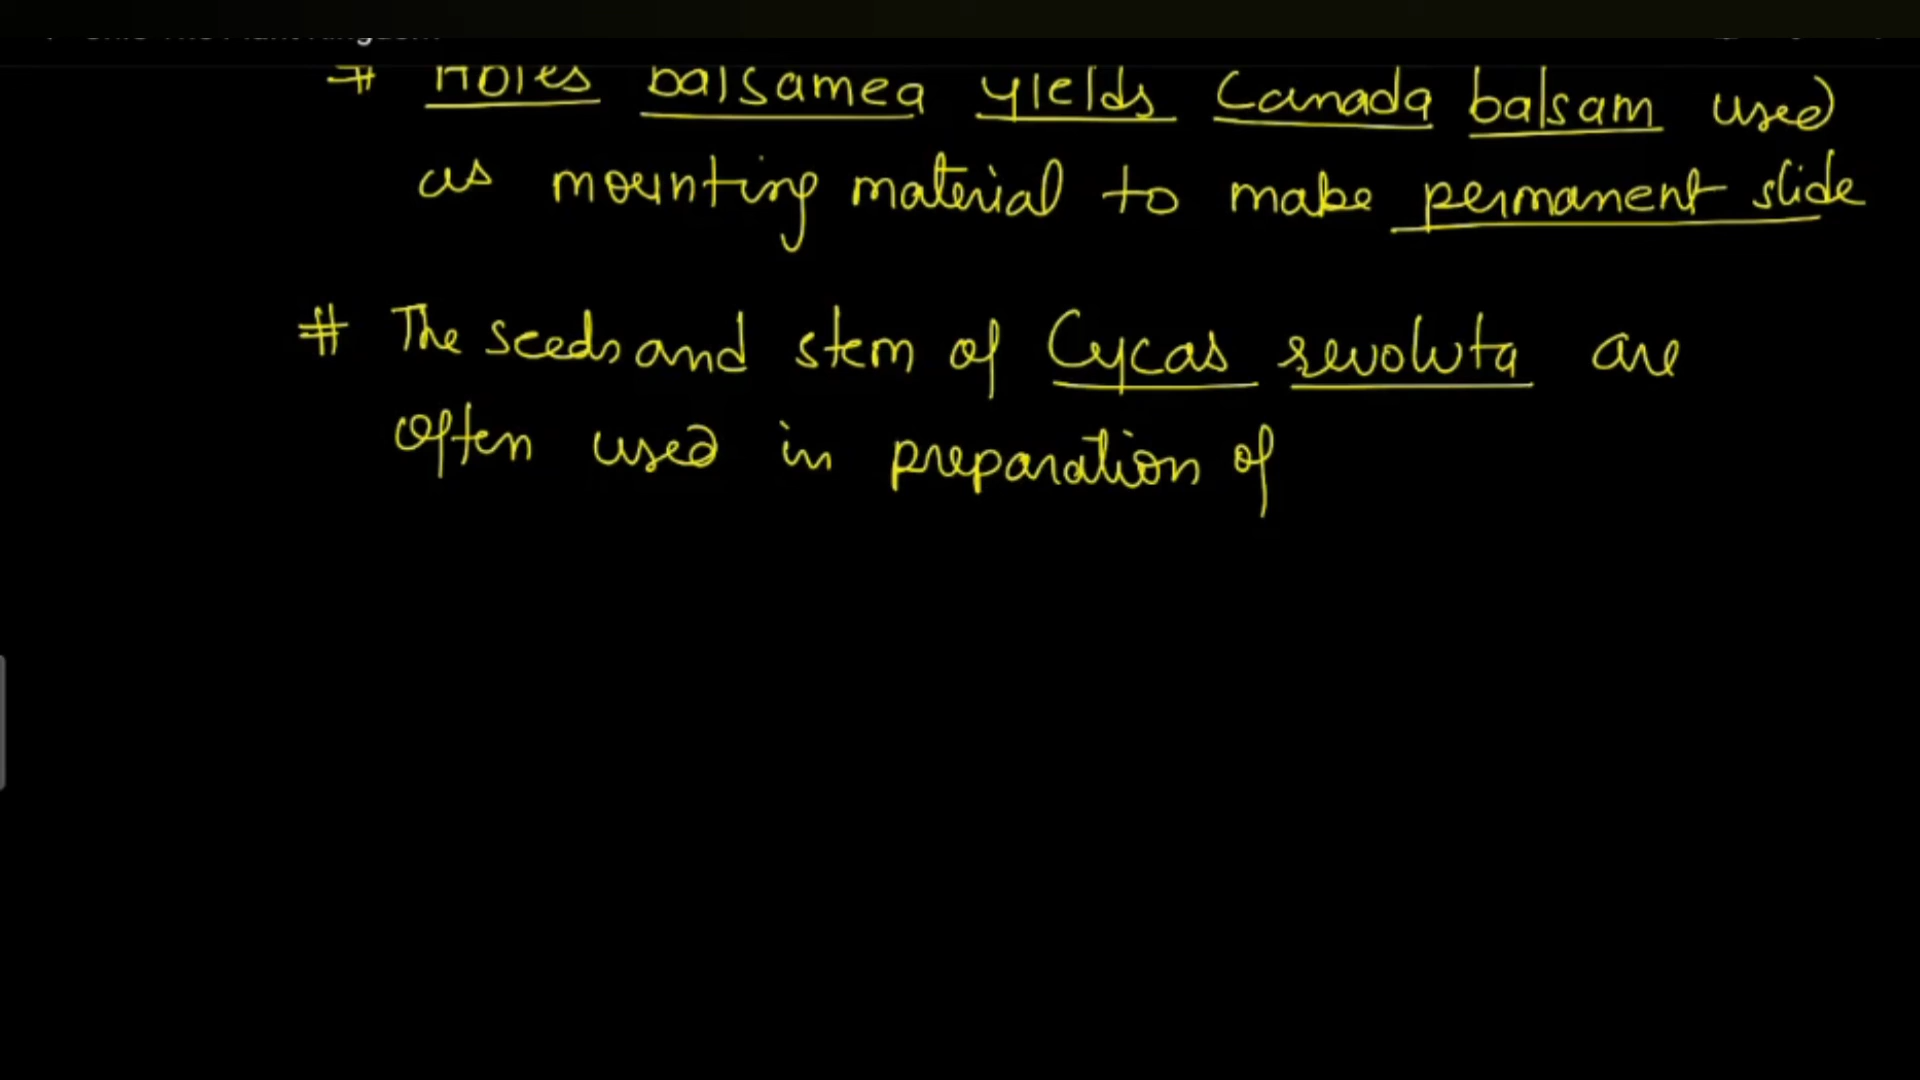 # Abies balsamea yields Canada balsam used
as mounting material to make permanent slide
# The seeds and stem of Cycas revoluta are
often used in preparation of